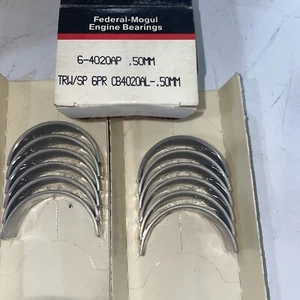 Federal-Mogul
Engine Bearings
6-4020AP .50MM
TRW/SP 6PR CB4020AL-.50MM